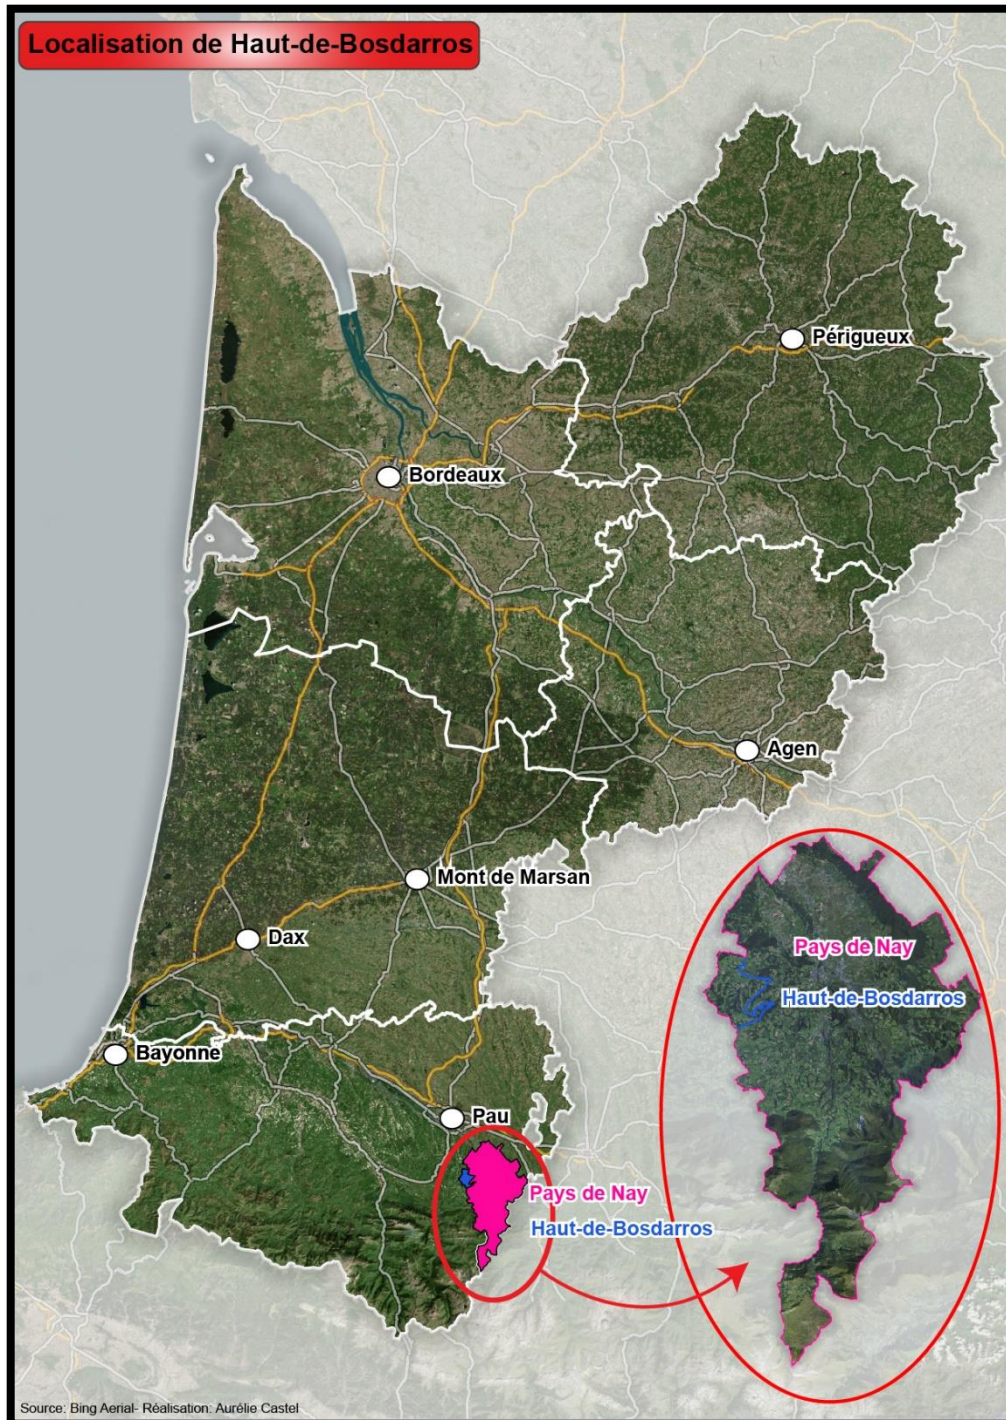 Localisation de Haut-de-Bosdarros
Périgueux
Bordeaux
Agen
Mont de Marsan
Dax
Pays de Nay
Haut-de-Bosdarros
Bayonne
Pau
Pays de Nay
Haut-de-Bosdarros
Source: Bing Aerial- Réalisation: Aurélie Castel